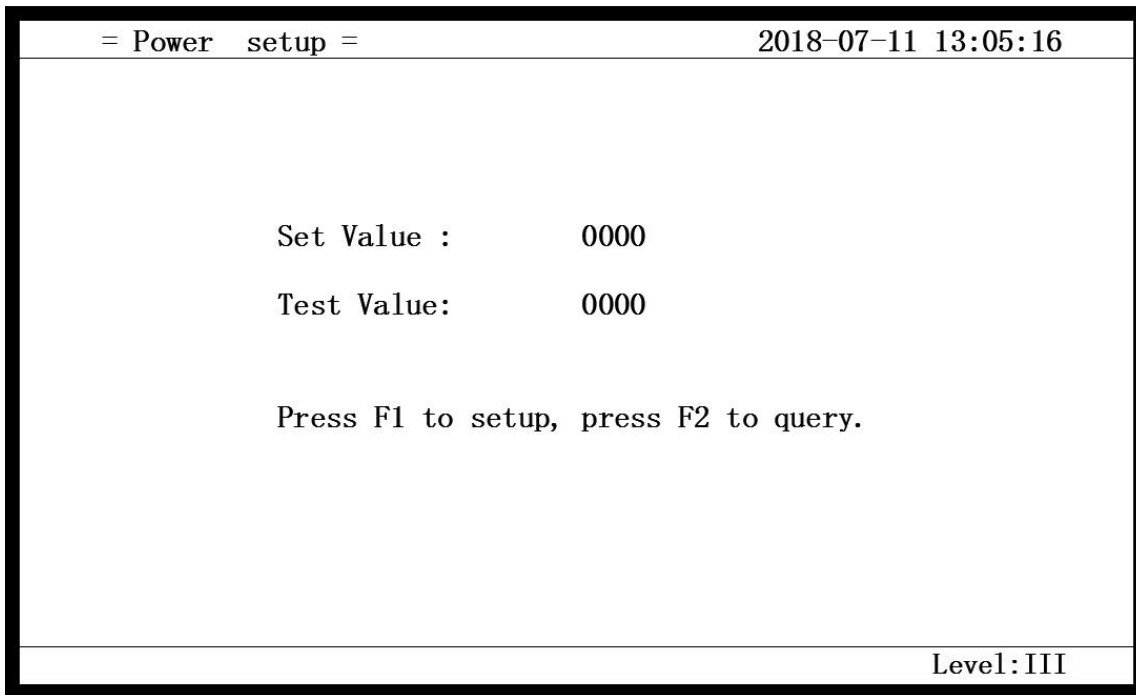 = Power setup = 2018-07-11 13:05:16
Set Value : 0000
Test Value: 0000
Press F1 to setup, press F2 to query.
Level:III